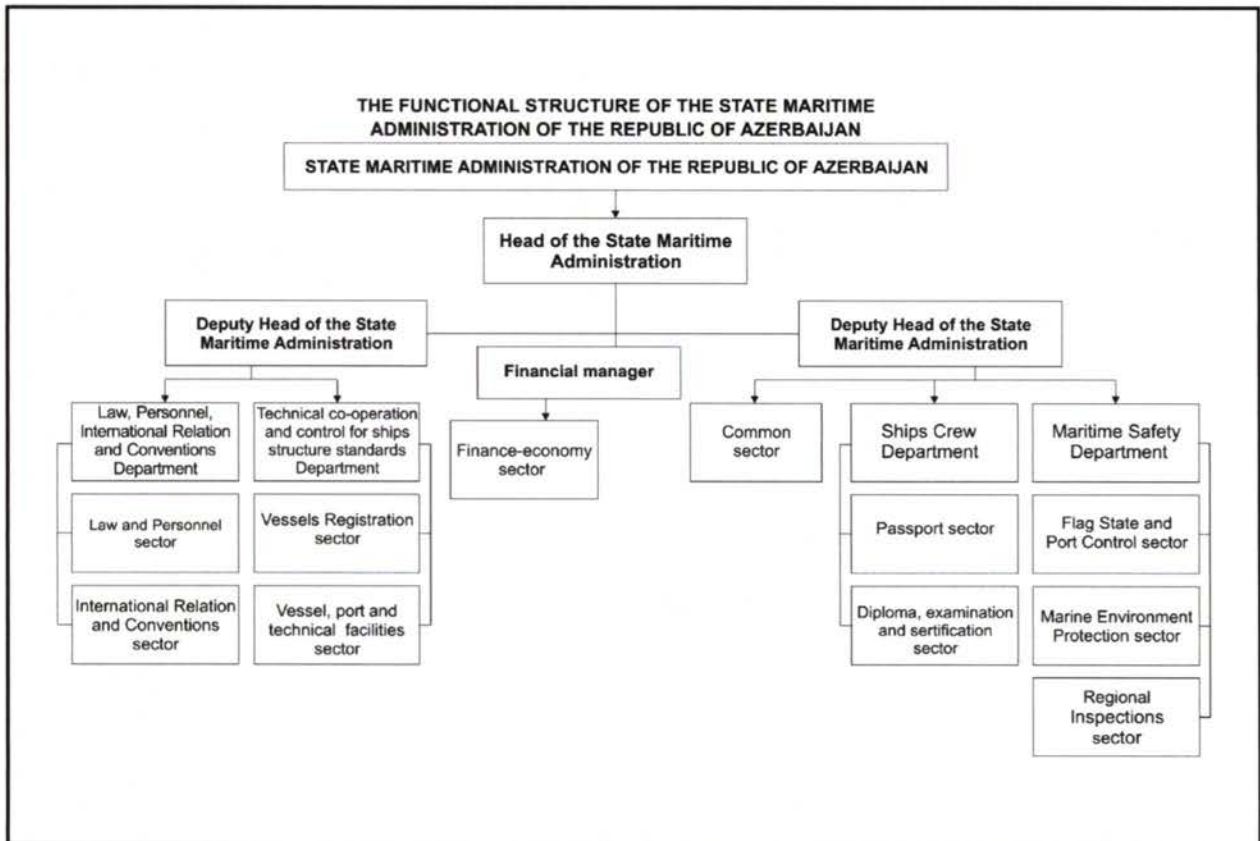 THE FUNCTIONAL STRUCTURE OF THE STATE MARITIME
ADMINISTRATION OF THE REPUBLIC OF AZERBAIJAN
STATE MARITIME ADMINISTRATION OF THE REPUBLIC OF AZERBAIJAN
Head of the State Maritime
Administration
Deputy Head of the State
Maritime Administration
Financial manager
Deputy Head of the State
Maritime Administration
Law, Personnel,
International Relation
and Conventions
Department
Technical co-operation
and control for ships
structure standards
Department
Finance-economy
sector
Common
sector
Ships Crew
Department
Maritime Safety
Department
Law and Personnel
sector
Vessels Registration
sector
Passport sector
Flag State and
Port Control sector
International Relation
and Conventions
sector
Vessel, port and
technical facilities
sector
Diploma, examination
and sertification
sector
Marine Environment
Protection sector
Regional
Inspections
sector